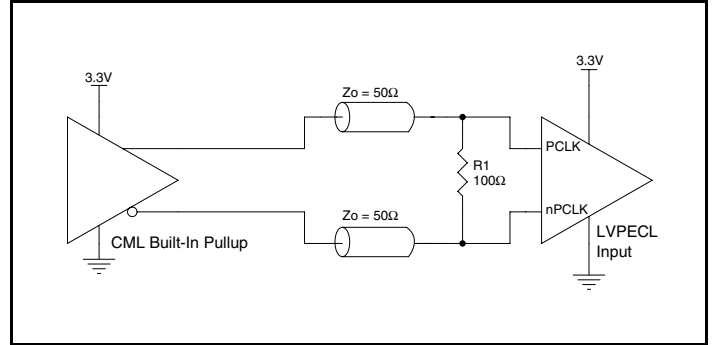 3.3V
3.3V
Zo = 50Ω
PCLK
R1
100Ω
nPCLK
Zo = 50Ω
LVPECL
Input
CML Built-In Pullup